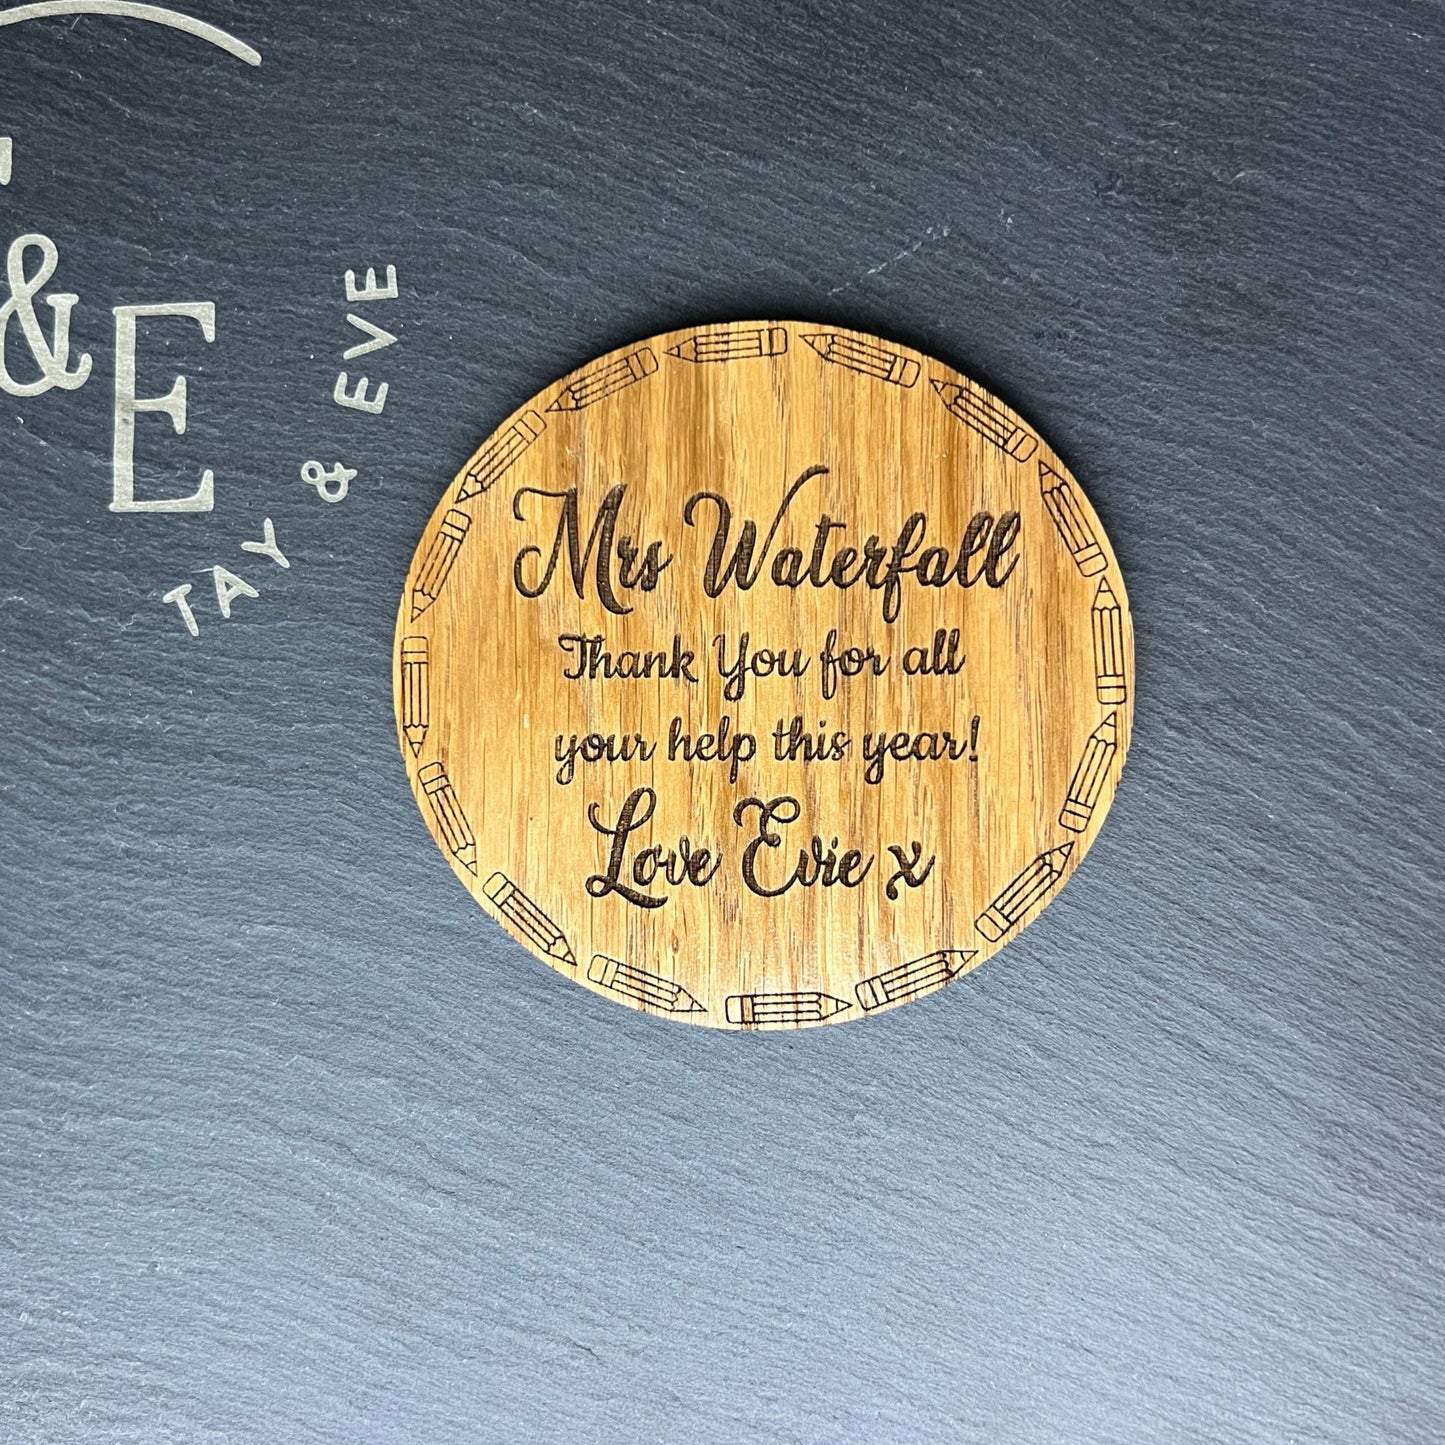 & E
TAY & EVE
Mrs Waterfall
Thank You for all
your help this year!
Love Evie x